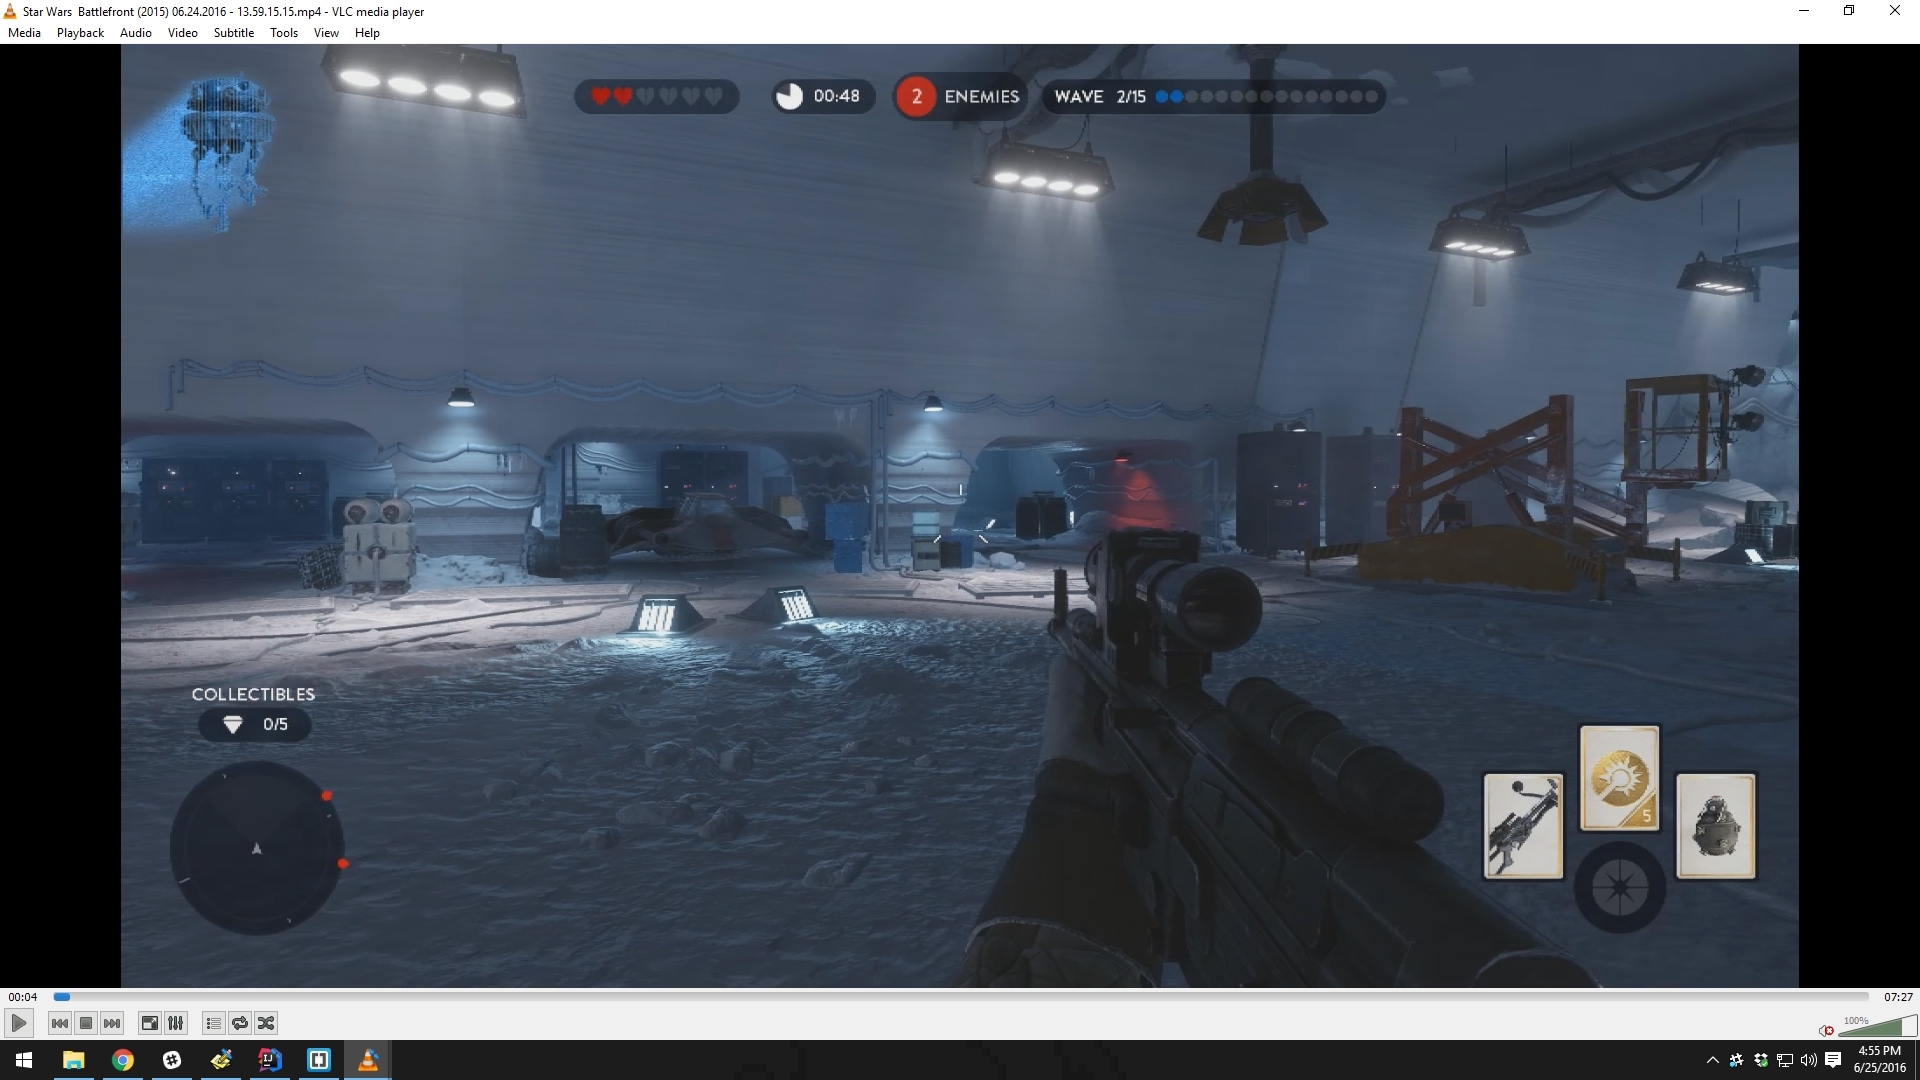 Star Wars Battlefront (2015) 06.24.2016 - 13.59.15.15.mp4 - VLC media player
Media Playback Audio Video Subtitle Tools View Help
00:48 2 ENEMIES WAVE 2/15
COLLECTIBLES
0/5
5
00:04 07:27
100%
4:55 PM
6/25/2016